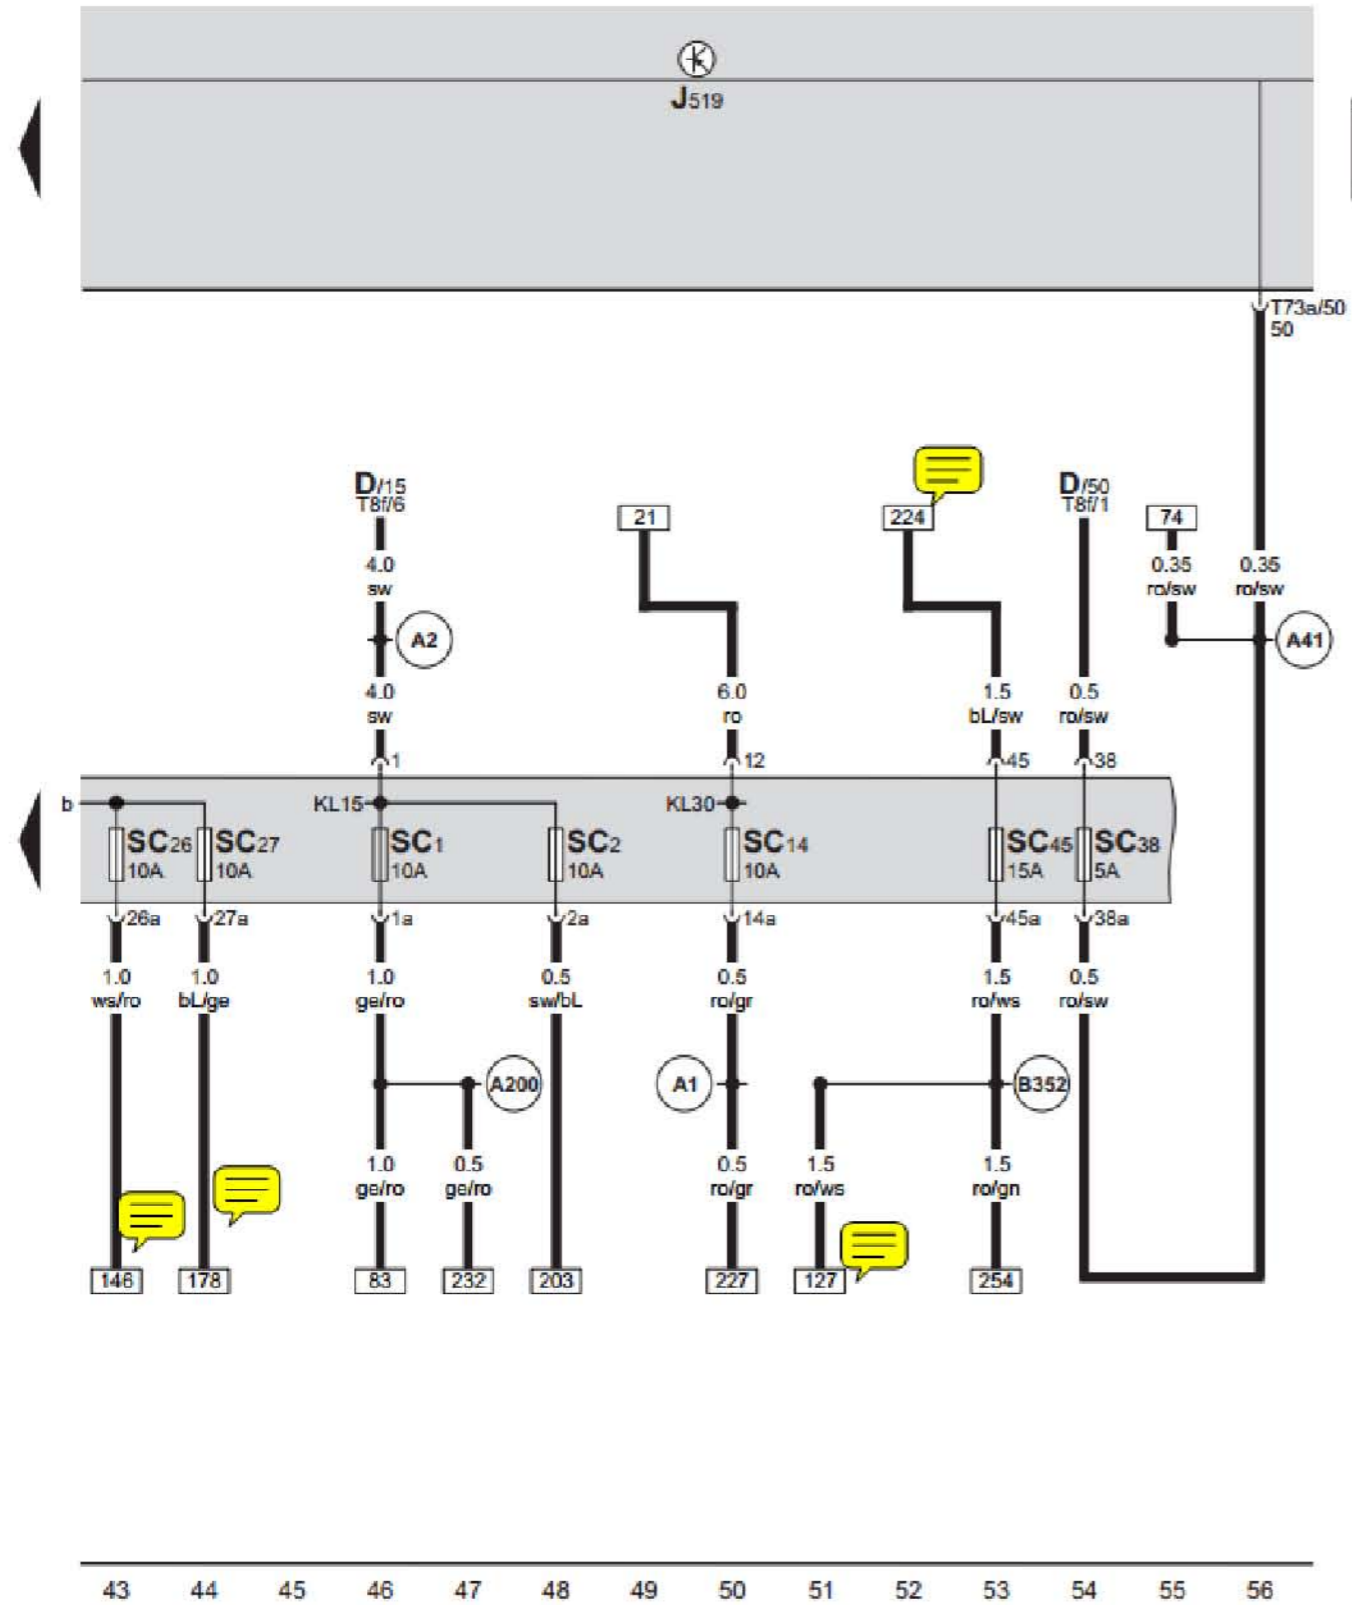 J519
T73a/50
50
D/15
T8f/6
D/50
T8f/1
21
224
74
4.0
0.35
0.35
sw
ro/sw
ro/sw
A2
A41
4.0
6.0
1.5
0.5
sw
ro
bL/sw
ro/sw
1
12
45
38
b
KL15
KL30
SC26
SC27
SC1
SC2
SC14
SC45
SC38
10A
10A
10A
10A
10A
15A
5A
26a
27a
1a
2a
14a
45a
38a
1.0
1.0
1.0
0.5
0.5
1.5
0.5
ws/ro
bL/ge
ge/ro
sw/bL
ro/gr
ro/ws
ro/sw
A200
A1
B352
1.0
0.5
0.5
1.5
1.5
ge/ro
ge/ro
ro/gr
ro/ws
ro/gn
146
178
83
232
203
227
127
254
43 44 45 46 47 48 49 50 51 52 53 54 55 56